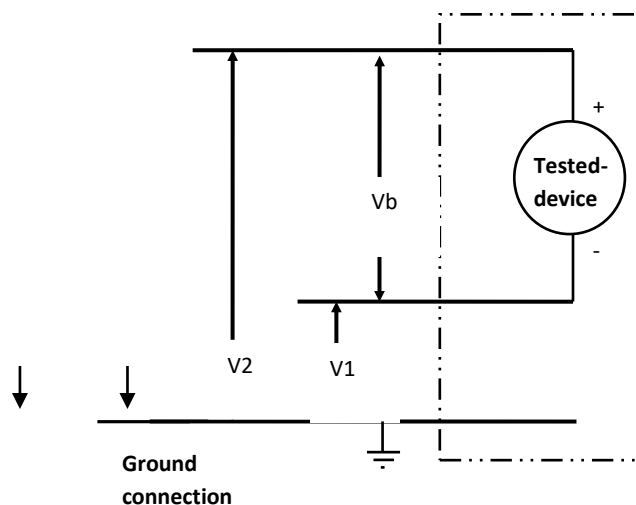 +
Tested-
device
Vb
-
V2
V1
Ground
connection